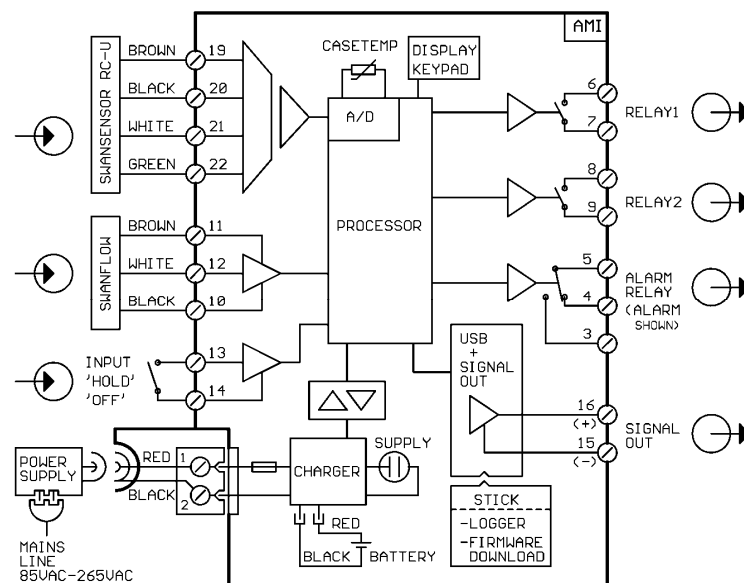 AMI
SWANSENSOR RC-U
BROWN 19
BLACK 20
WHITE 21
GREEN 22
CASETEMP
DISPLAY
KEYPAD
A/D
PROCESSOR
6
7
RELAY1
8
9
RELAY2
5
4
3
ALARM
RELAY
(ALARM
SHOWN)
SWANFLOW
BROWN 11
WHITE 12
BLACK 10
INPUT
'HOLD'
'OFF'
13
14
USB
+
SIGNAL
OUT
16
(+)
15
(-)
SIGNAL
OUT
POWER
SUPPLY
RED
BLACK
1
2
CHARGER
SUPPLY
RED
BLACK
BATTERY
STICK
-LOGGER
-FIRMWARE
DOWNLOAD
MAINS
LINE
85VAC-265VAC